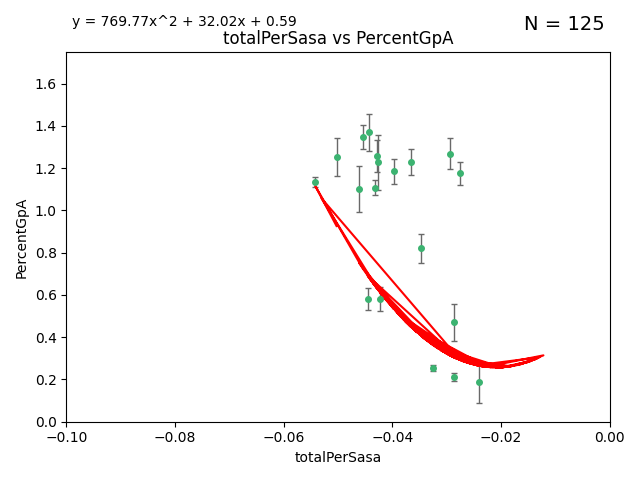 y = 769.77x^2 + 32.02x + 0.59
N = 125
totalPerSasa vs PercentGpA
PercentGpA
1.6
1.4
1.2
1.0
0.8
0.6
0.4
0.2
0.0
−0.10 −0.08 −0.06 −0.04 −0.02 0.00
totalPerSasa